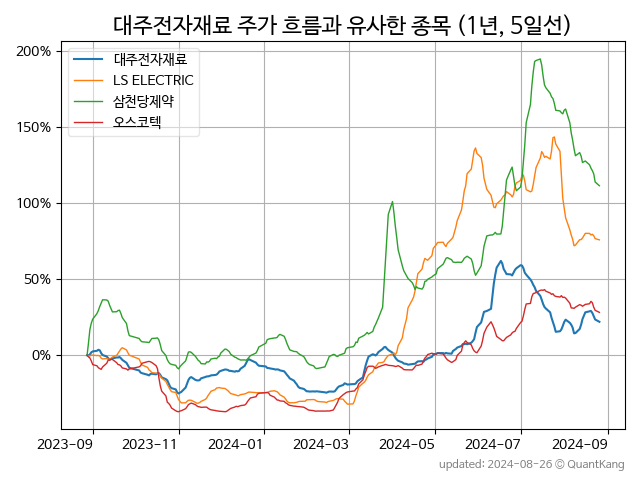 대주전자재료 주가 흐름과 유사한 종목 (1년, 5일선)
200%
150%
100%
50%
0%
대주전자재료
LS ELECTRIC
삼천당제약
오스코텍
2023-09 2023-11 2024-01 2024-03 2024-05 2024-07 2024-09
updated: 2024-08-26 © QuantKang